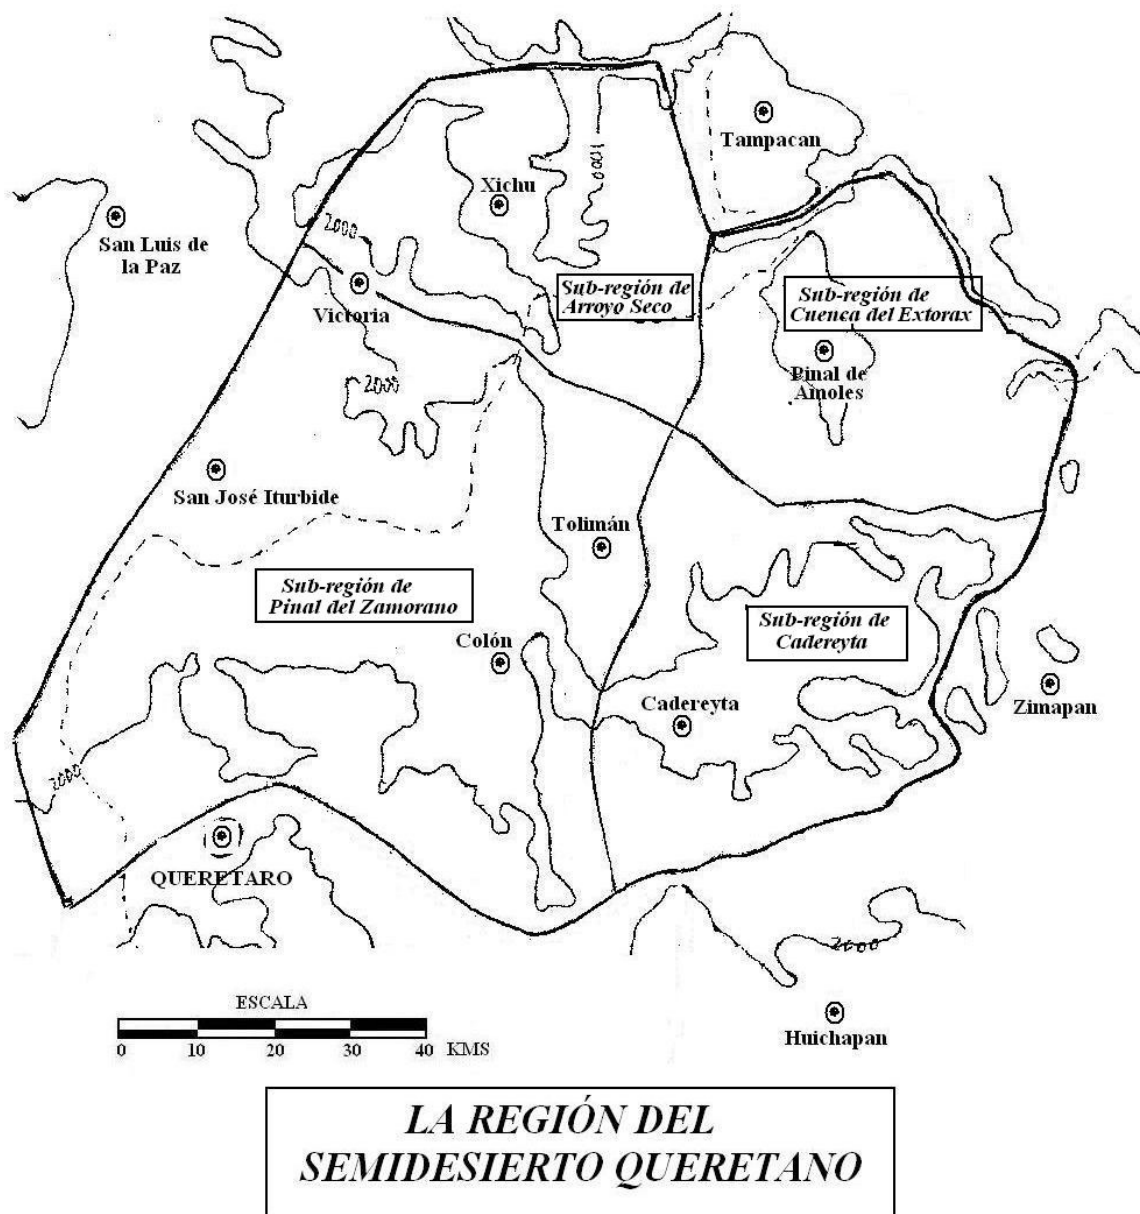 Tampacan
Xichu
1000
San Luis de
la Paz
2000
Victoria
Sub-región de
Arroyo Seco
Sub-región de
Cuenca del Extorax
Pinal de
Amoles
2000
San José Iturbide
Tolimán
Sub-región de
Pinal del Zamorano
Sub-región de
Cadereyta
Colón
Cadereyta
Zimapan
2000
QUERETARO
2000
ESCALA
0 10 20 30 40 KMS
Huichapan
LA REGIÓN DEL
SEMIDESIERTO QUERETANO